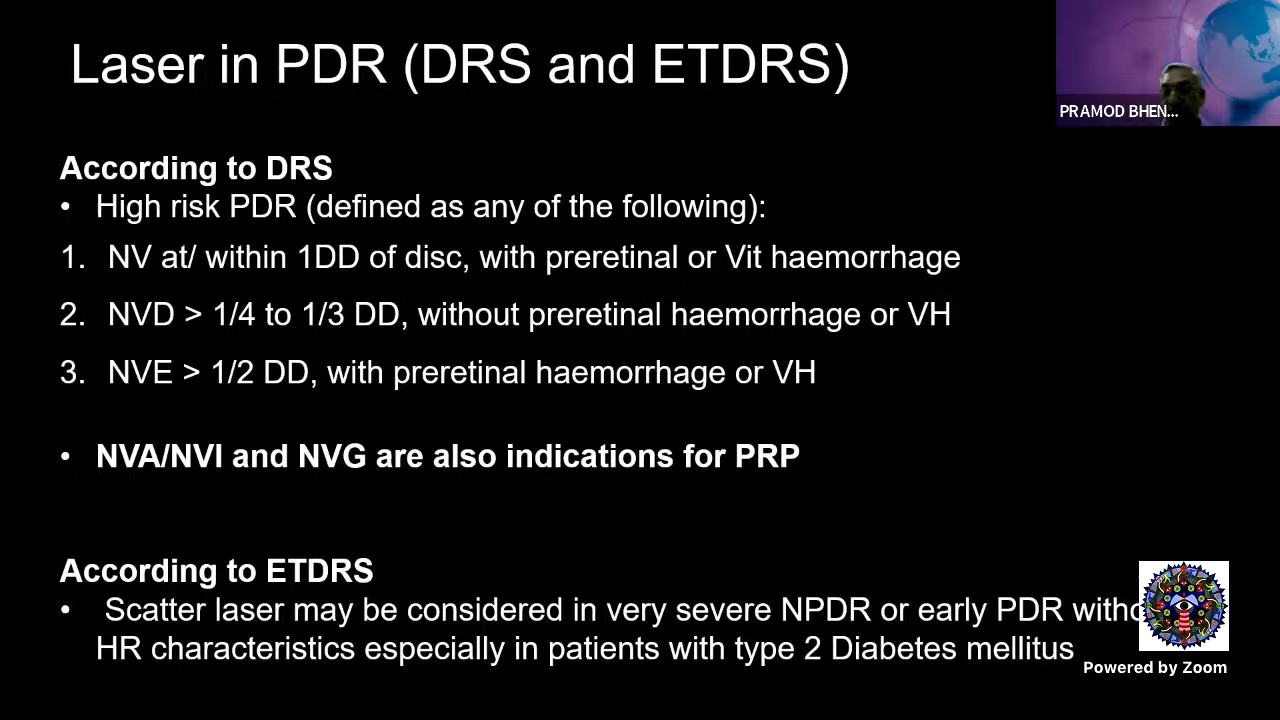 Laser in PDR (DRS and ETDRS)
PRAMOD BHEN...
According to DRS
• High risk PDR (defined as any of the following):
1. NV at/ within 1DD of disc, with preretinal or Vit haemorrhage
2. NVD > 1/4 to 1/3 DD, without preretinal haemorrhage or VH
3. NVE > 1/2 DD, with preretinal haemorrhage or VH
• NVA/NVI and NVG are also indications for PRP
According to ETDRS
• Scatter laser may be considered in very severe NPDR or early PDR witho
HR characteristics especially in patients with type 2 Diabetes mellitus
Powered by Zoom